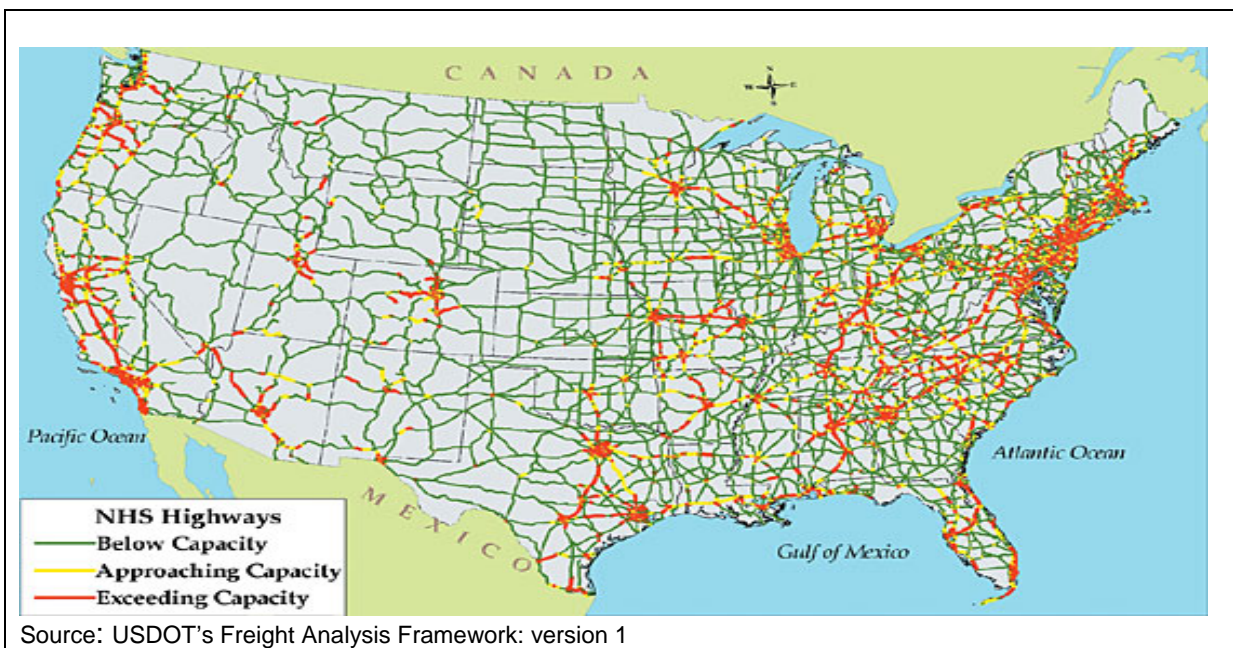 CANADA
N
W E
S
Pacific Ocean
Atlantic Ocean
MEXICO
Gulf of Mexico
NHS Highways
Below Capacity
Approaching Capacity
Exceeding Capacity
Source: USDOT's Freight Analysis Framework: version 1